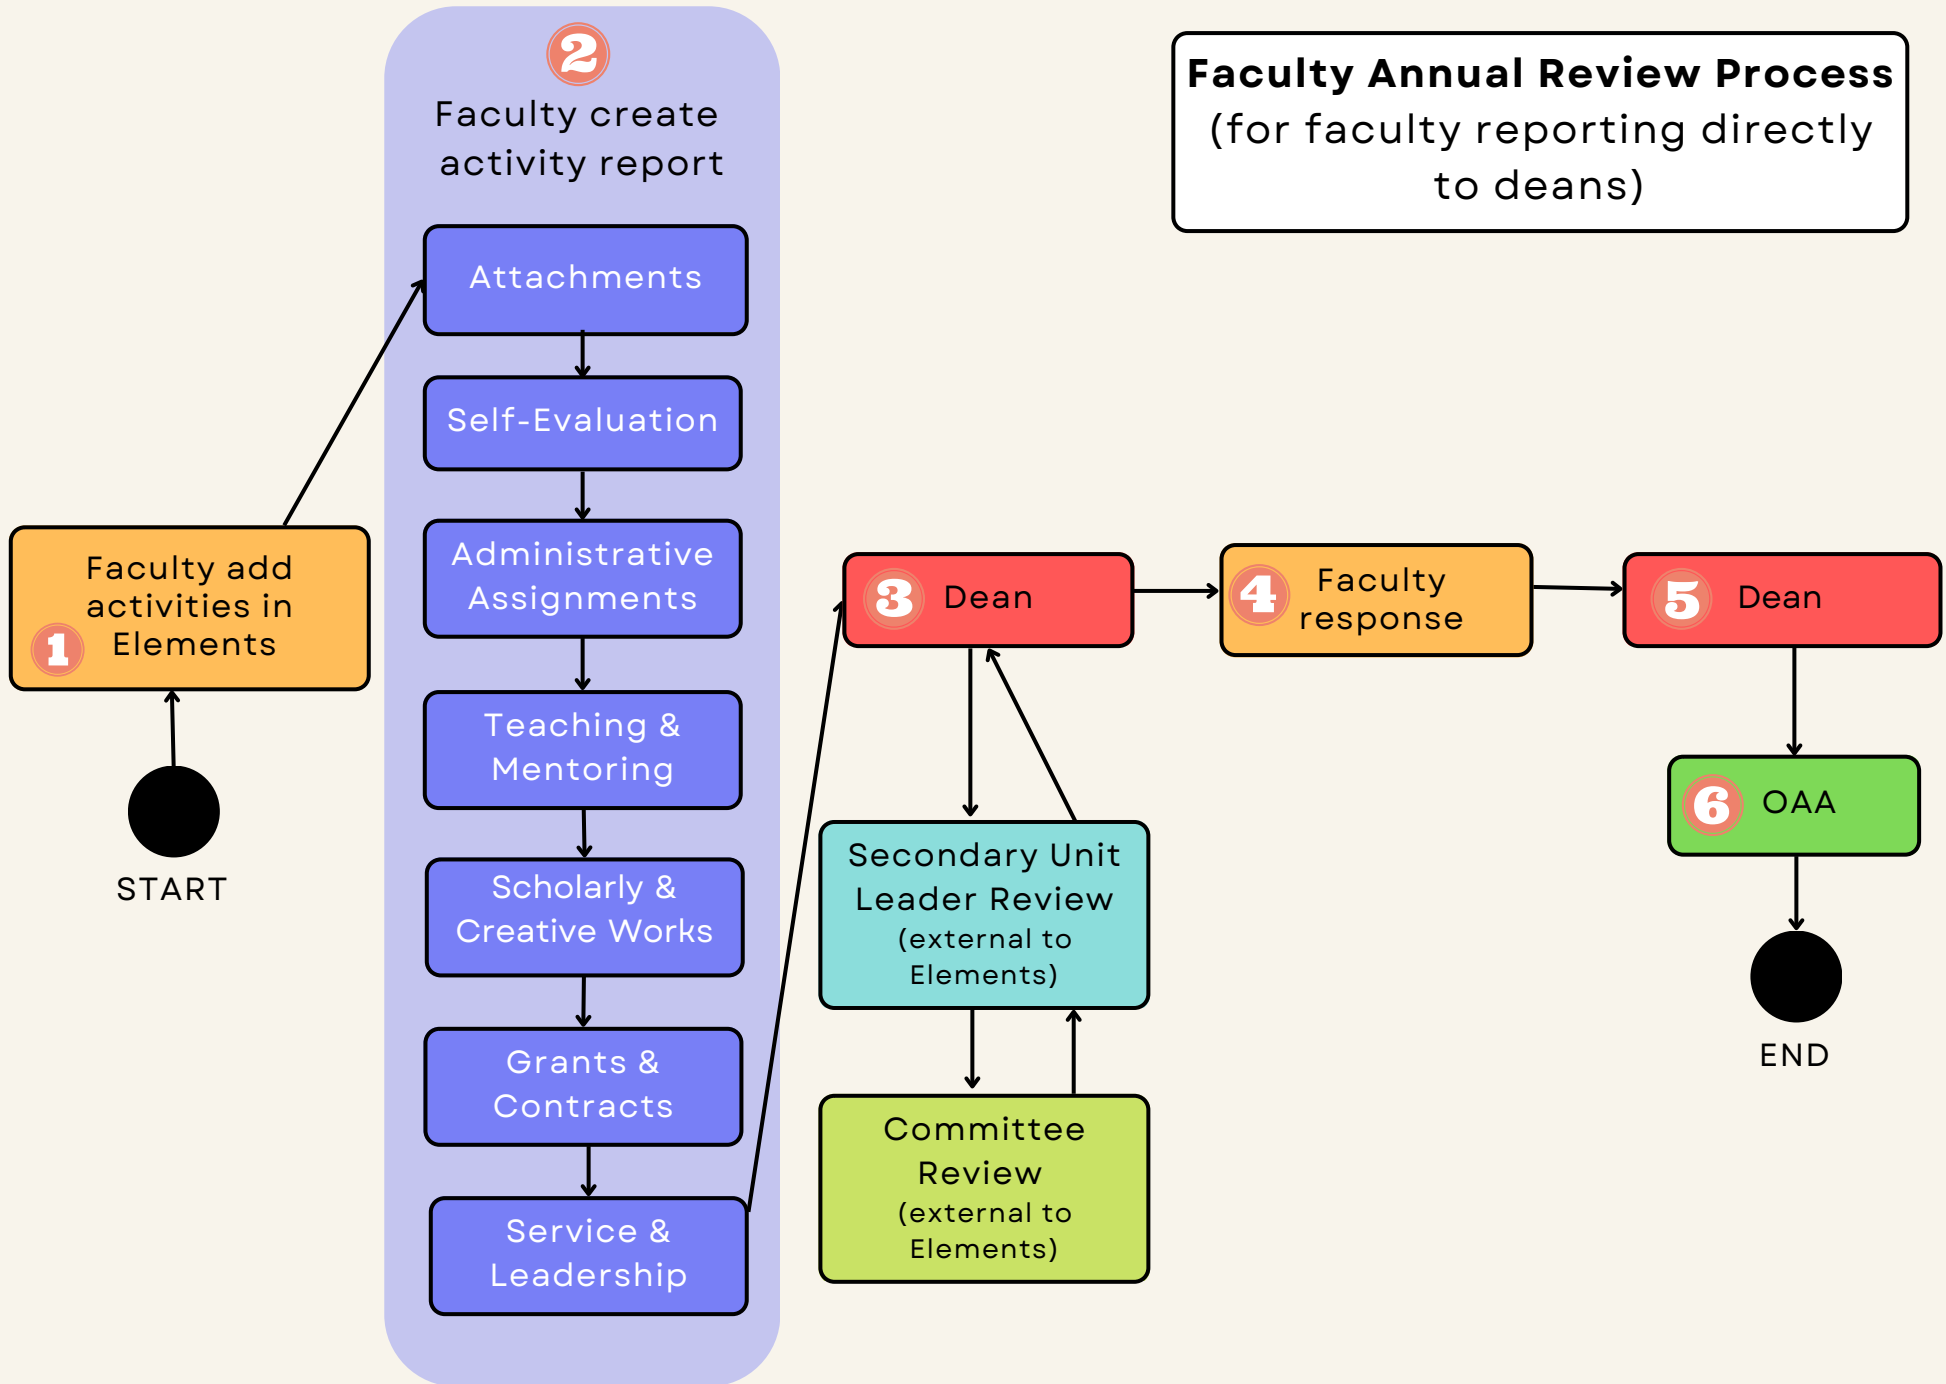 Faculty Annual Review Process
(for faculty reporting directly
to deans)
START
1
Faculty add
activities in
Elements
2
Faculty create
activity report
Attachments
Self-Evaluation
Administrative
Assignments
Teaching &
Mentoring
Scholarly &
Creative Works
Grants &
Contracts
Service &
Leadership
3 Dean
Secondary Unit
Leader Review
(external to
Elements)
Committee
Review
(external to
Elements)
4
Faculty
response
5 Dean
6 OAA
END